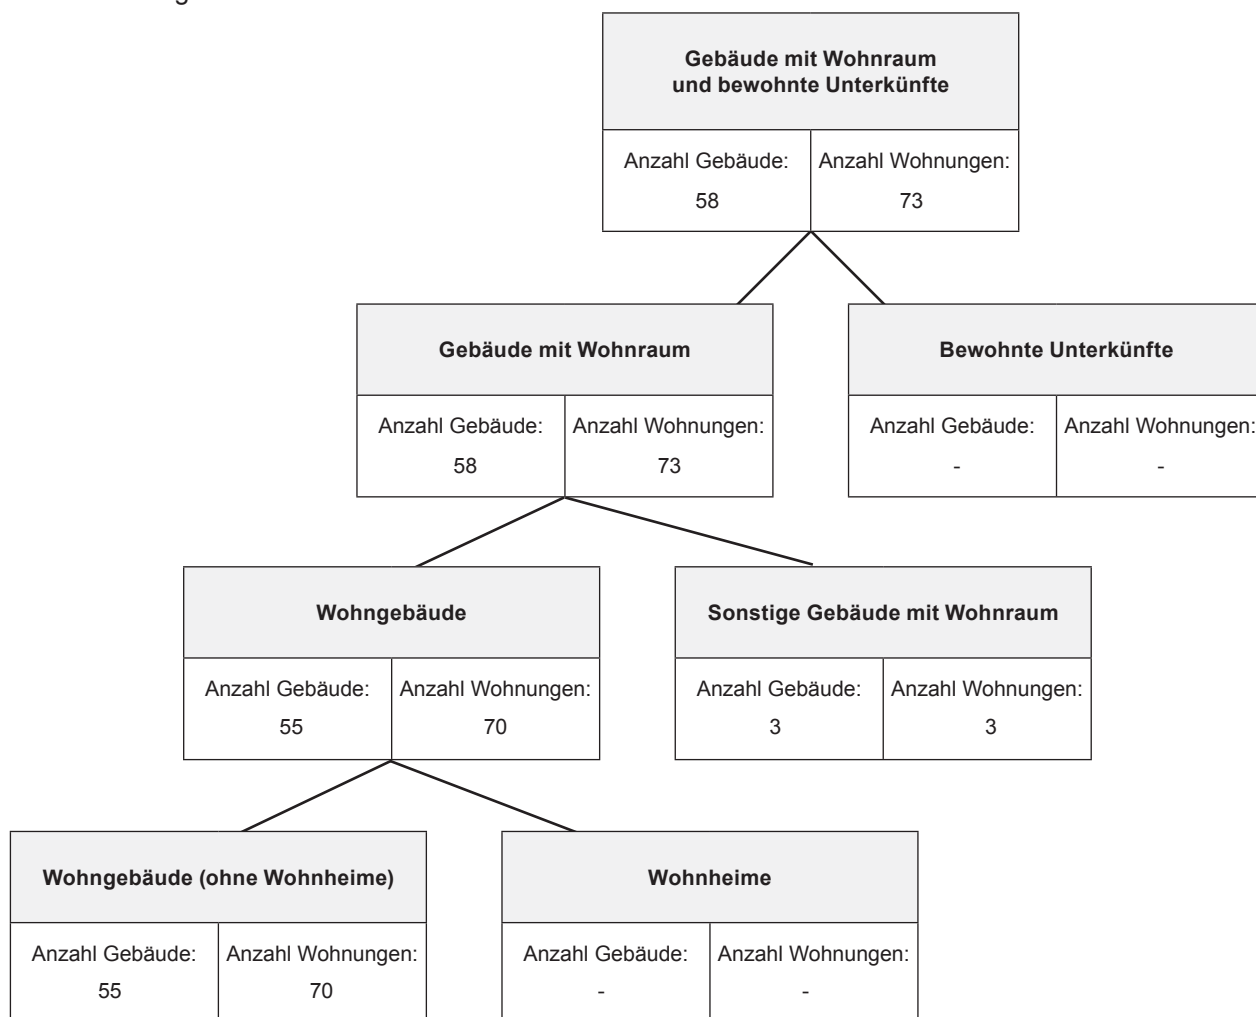 Gebäude mit Wohnraum
und bewohnte Unterkünfte
Anzahl Gebäude: Anzahl Wohnungen:
58 73
Gebäude mit Wohnraum
Anzahl Gebäude: Anzahl Wohnungen:
58 73
Bewohnte Unterkünfte
Anzahl Gebäude: Anzahl Wohnungen:
- -
Wohngebäude
Anzahl Gebäude: Anzahl Wohnungen:
55 70
Sonstige Gebäude mit Wohnraum
Anzahl Gebäude: Anzahl Wohnungen:
3 3
Wohngebäude (ohne Wohnheime)
Anzahl Gebäude: Anzahl Wohnungen:
55 70
Wohnheime
Anzahl Gebäude: Anzahl Wohnungen:
- -